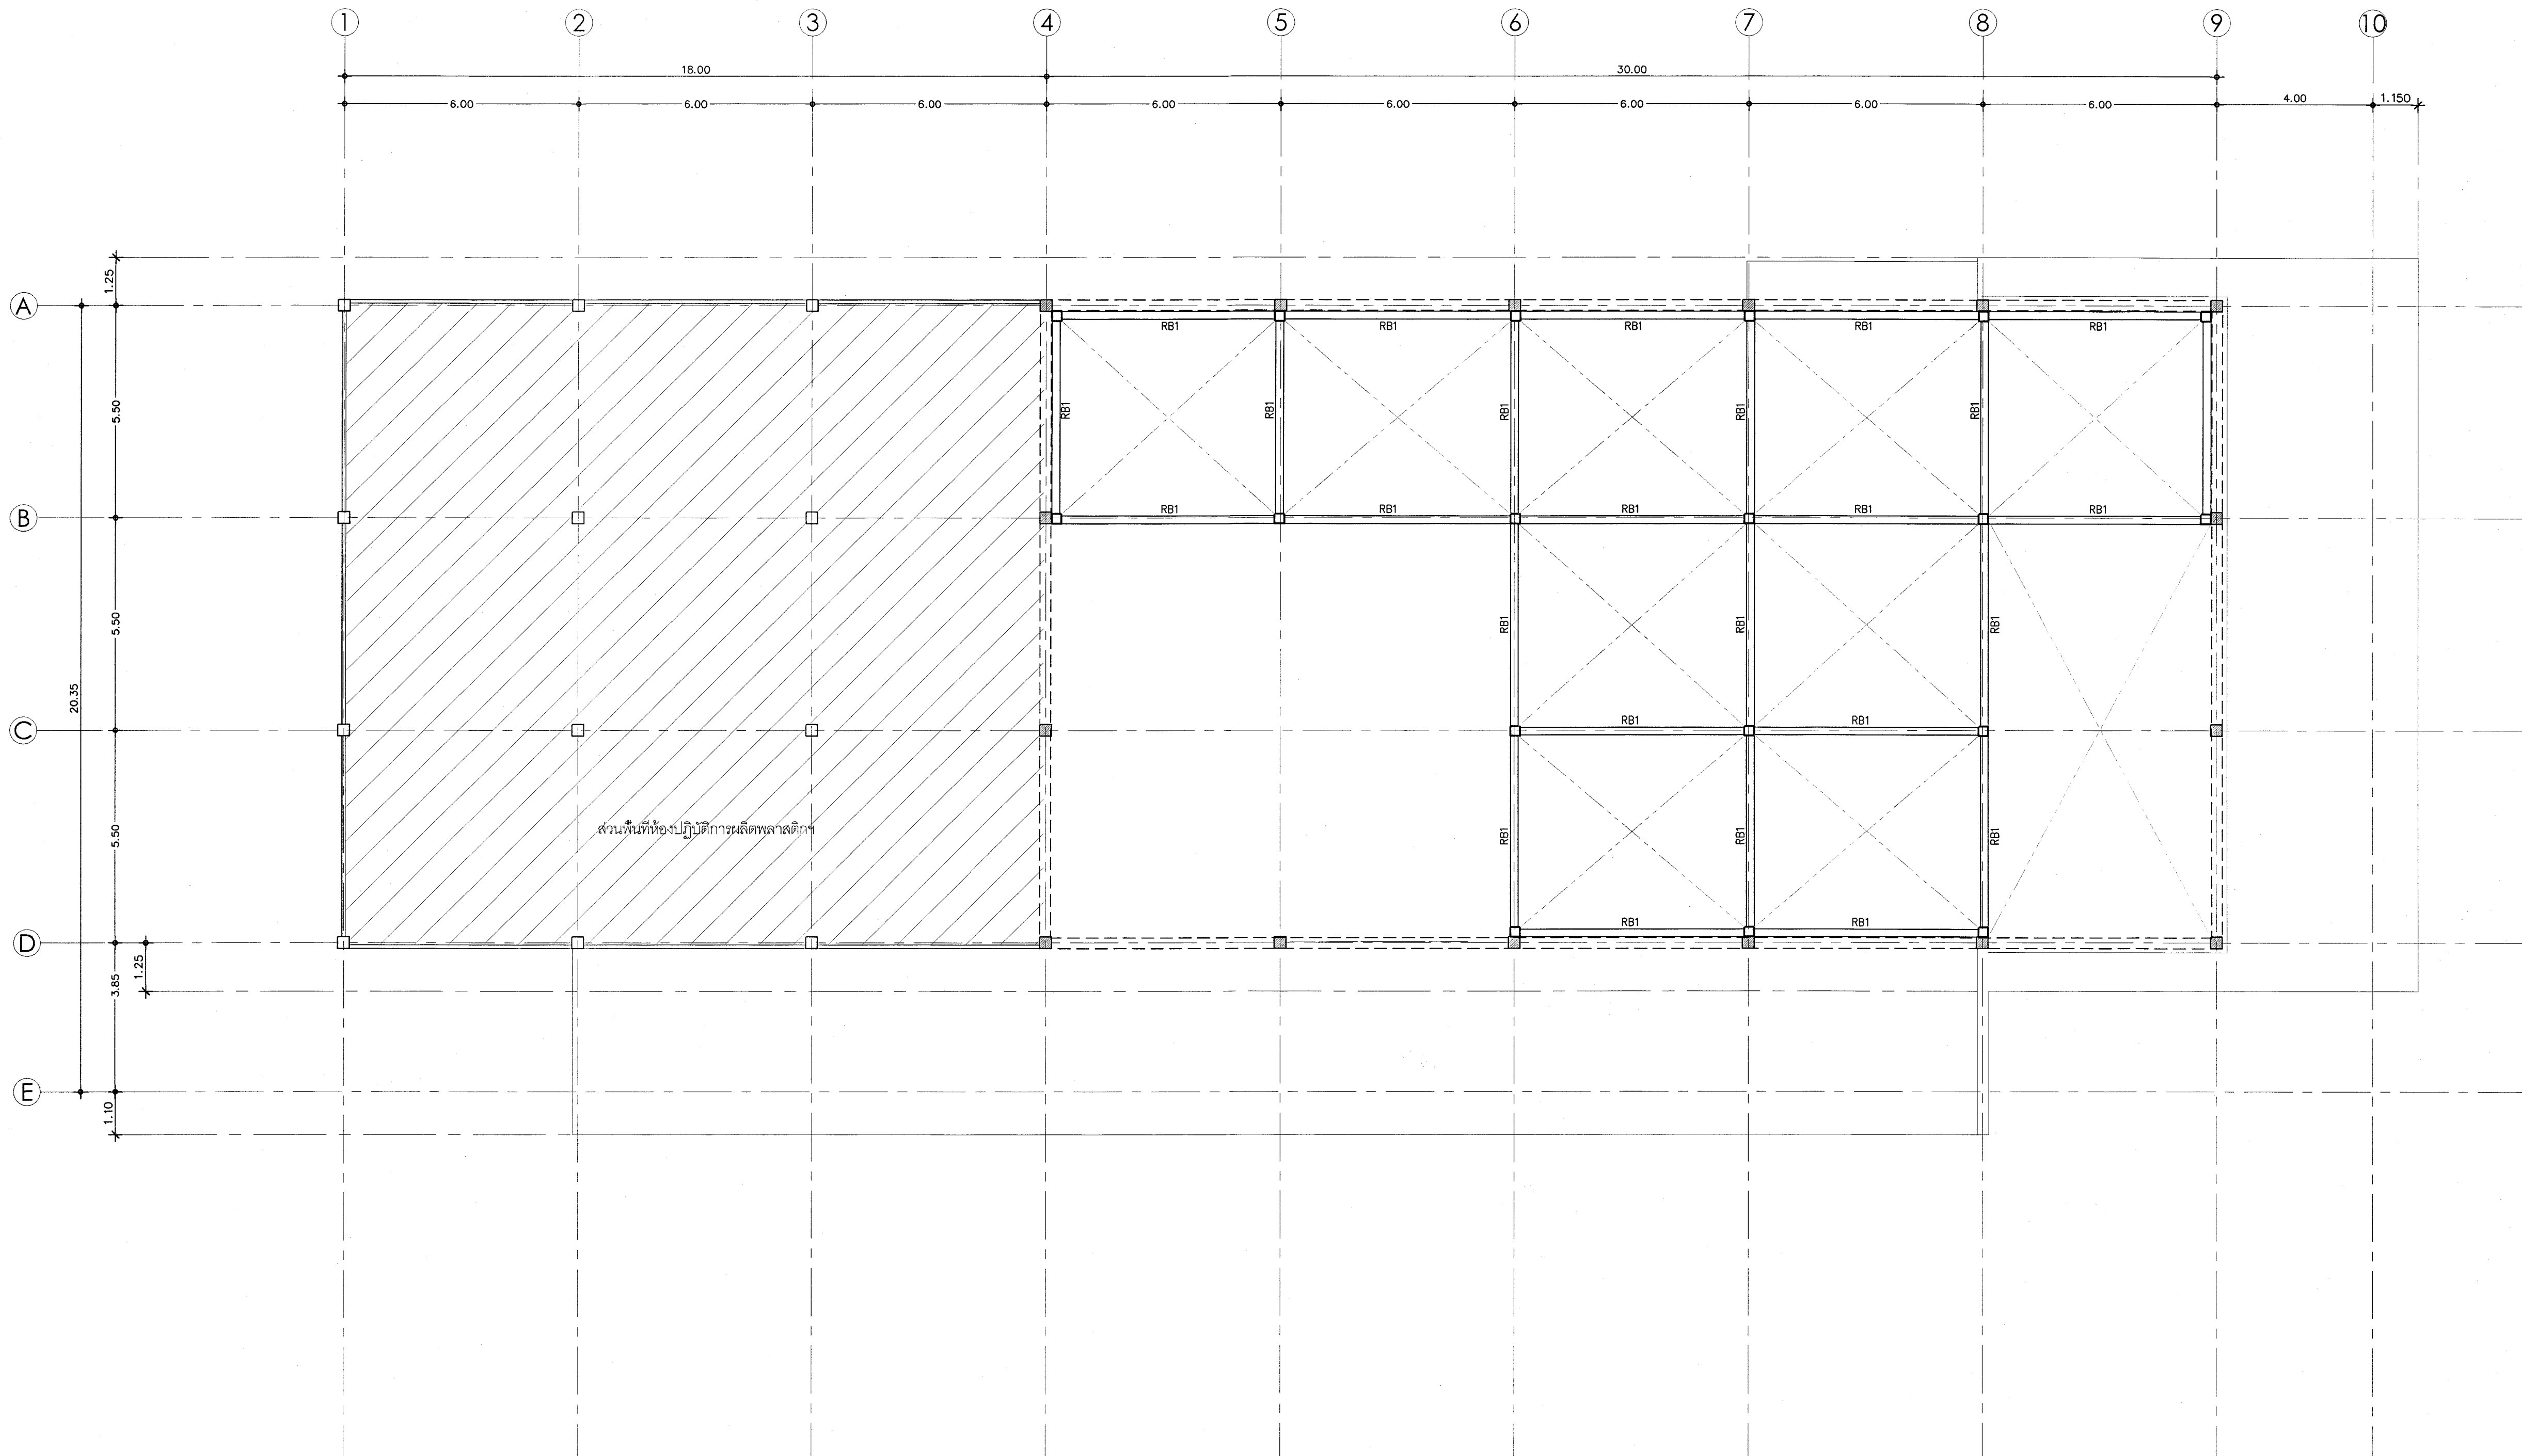 1 2 3 4 5 6 7 8 9 10
18.00 30.00
6.00 6.00 6.00 6.00 6.00 6.00 6.00 6.00 4.00 1.150
1.25
A
RB1 RB1 RB1 RB1 RB1
5.50 RB1 RB1 RB1 RB1 RB1
RB1 RB1 RB1 RB1 RB1
B
5.50 RB1 RB1 RB1
20.35
RB1 RB1
C
5.50 ส่วนพื้นที่ห้องปฏิบัติการผลิตพลาสติกฯ RB1 RB1 RB1
RB1 RB1
D
1.25
3.85
E
1.10